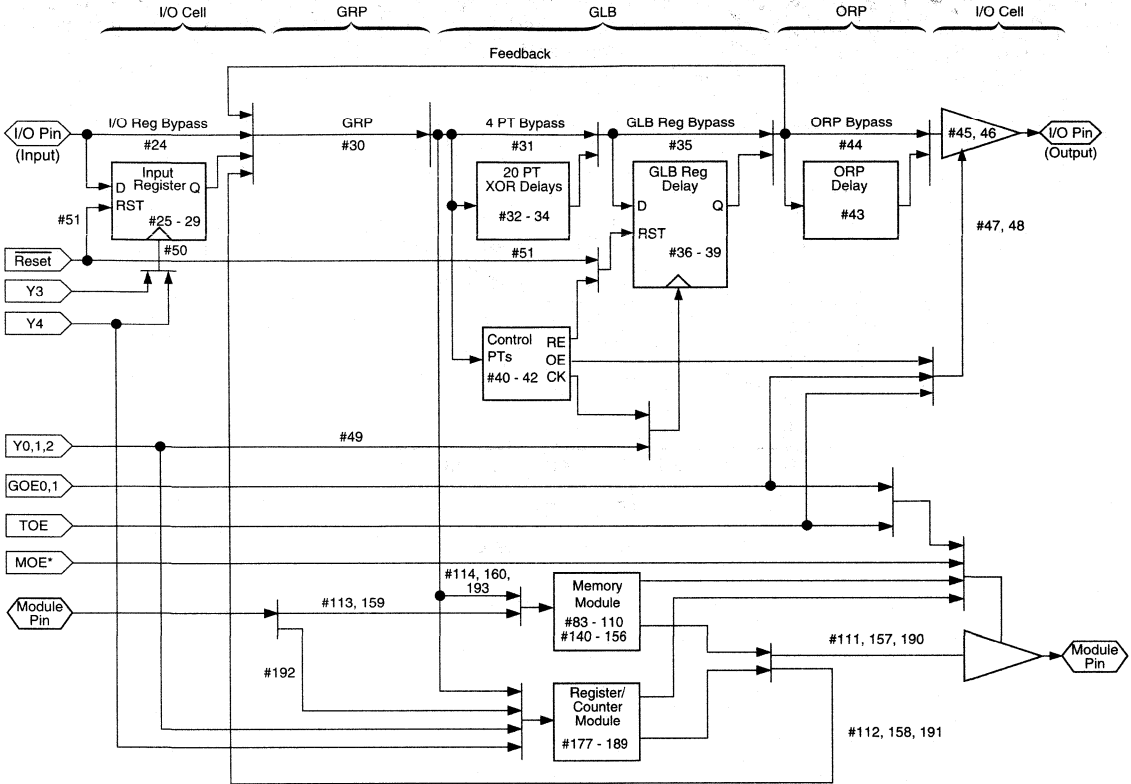 I/O Cell
GRP
GLB
ORP
I/O Cell
Feedback
I/O Pin
(Input)
I/O Reg Bypass
#24
GRP
#30
4 PT Bypass
#31
GLB Reg Bypass
#35
ORP Bypass
#44
#45, 46
I/O Pin
(Output)
Input
Register
D
Q
RST
#25 - 29
#51
#50
20 PT
XOR Delays
#32 - 34
GLB Reg
Delay
D
Q
RST
#36 - 39
ORP
Delay
#43
#47, 48
Reset
#51
Y3
Y4
Control
PTs
#40 - 42
RE
OE
CK
Y0,1,2
#49
GOE0,1
TOE
MOE*
#114, 160,
193
Memory
Module
#83 - 110
#140 - 156
Module
Pin
#113, 159
#111, 157, 190
Module
Pin
#192
Register/
Counter
Module
#177 - 189
#112, 158, 191